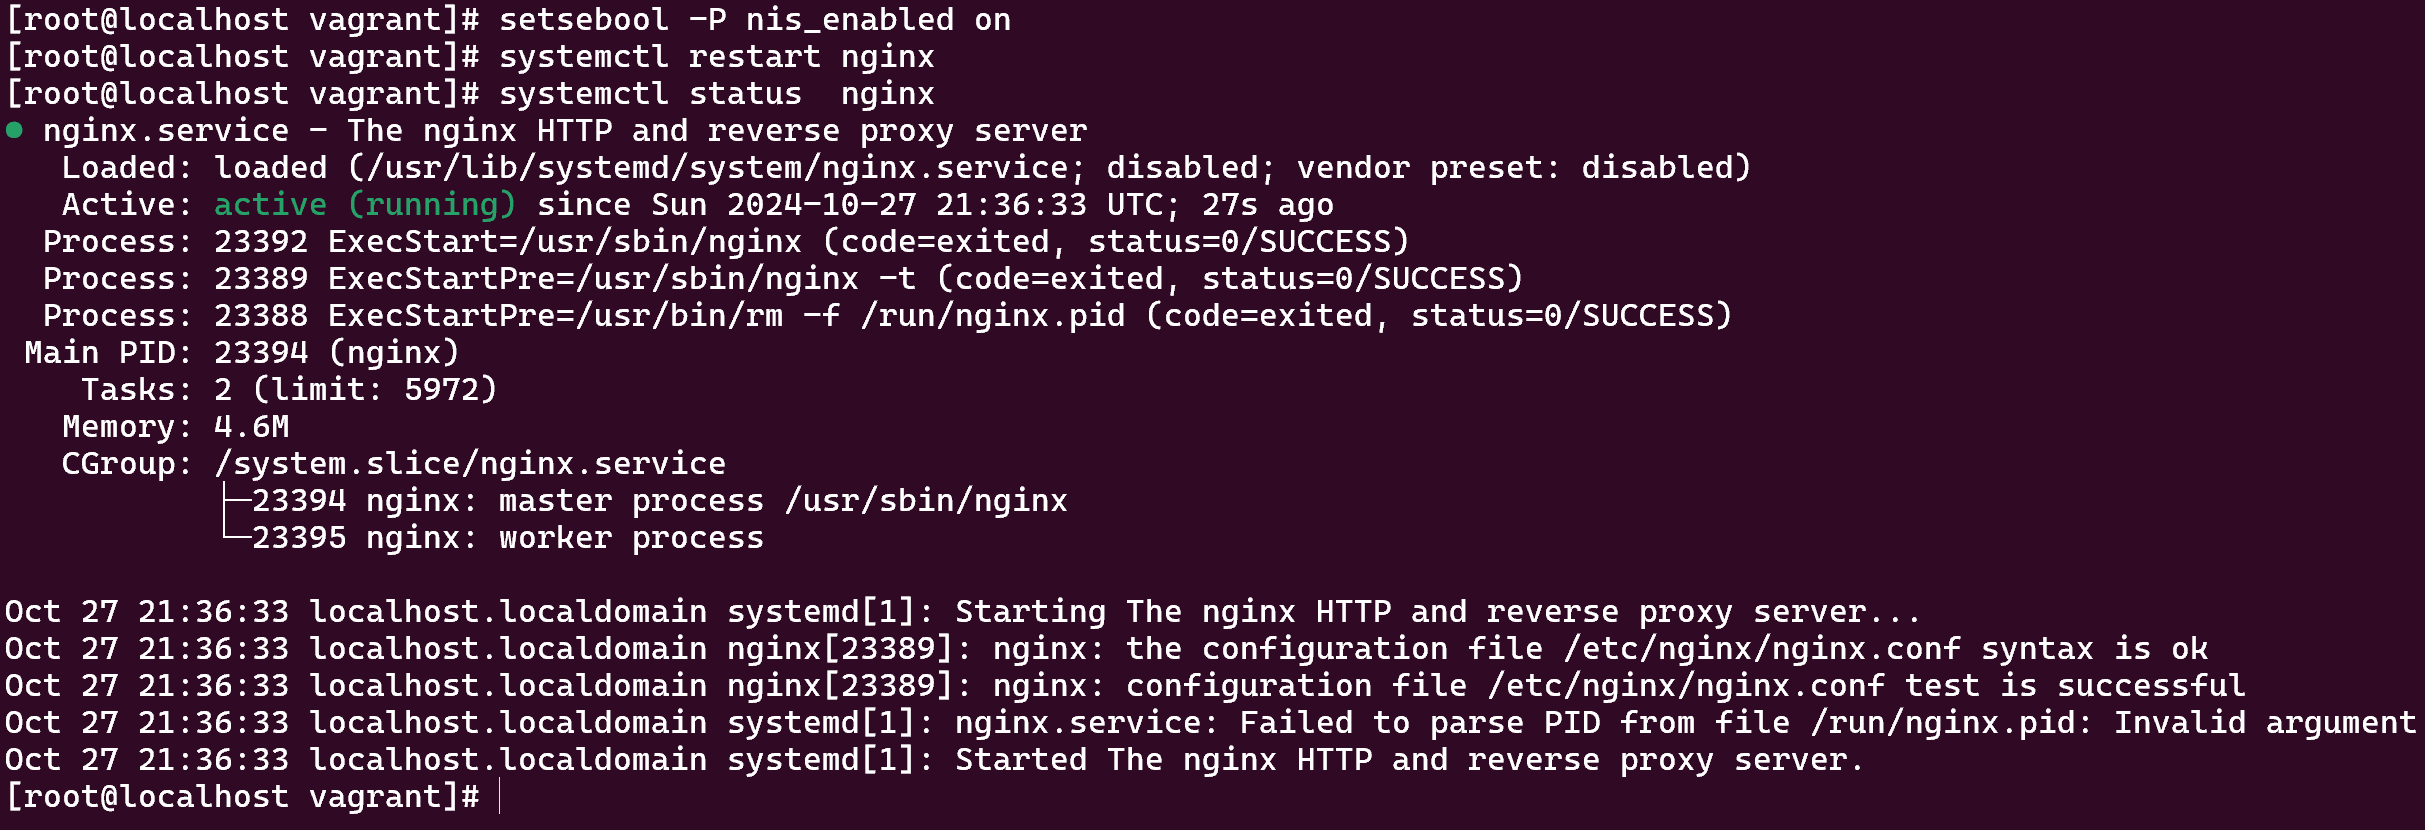 [root@localhost vagrant]# setsebool -P nis_enabled on
[root@localhost vagrant]# systemctl restart nginx
[root@localhost vagrant]# systemctl status  nginx
● nginx.service - The nginx HTTP and reverse proxy server
   Loaded: loaded (/usr/lib/systemd/system/nginx.service; disabled; vendor preset: disabled)
   Active: active (running) since Sun 2024-10-27 21:36:33 UTC; 27s ago
  Process: 23392 ExecStart=/usr/sbin/nginx (code=exited, status=0/SUCCESS)
  Process: 23389 ExecStartPre=/usr/sbin/nginx -t (code=exited, status=0/SUCCESS)
  Process: 23388 ExecStartPre=/usr/bin/rm -f /run/nginx.pid (code=exited, status=0/SUCCESS)
 Main PID: 23394 (nginx)
    Tasks: 2 (limit: 5972)
   Memory: 4.6M
   CGroup: /system.slice/nginx.service
           ├─23394 nginx: master process /usr/sbin/nginx
           └─23395 nginx: worker process

Oct 27 21:36:33 localhost.localdomain systemd[1]: Starting The nginx HTTP and reverse proxy server...
Oct 27 21:36:33 localhost.localdomain nginx[23389]: nginx: the configuration file /etc/nginx/nginx.conf syntax is ok
Oct 27 21:36:33 localhost.localdomain nginx[23389]: nginx: configuration file /etc/nginx/nginx.conf test is successful
Oct 27 21:36:33 localhost.localdomain systemd[1]: nginx.service: Failed to parse PID from file /run/nginx.pid: Invalid argument
Oct 27 21:36:33 localhost.localdomain systemd[1]: Started The nginx HTTP and reverse proxy server.
[root@localhost vagrant]#